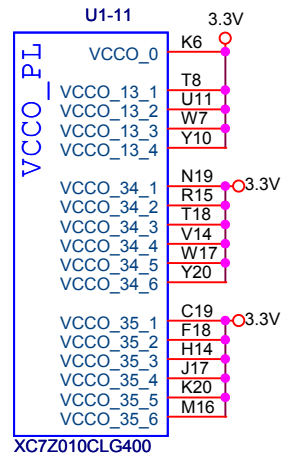 U1-11
3.3V
VCCO_PL
VCCO_0 K6
VCCO_13_1 T8
VCCO_13_2 U11
VCCO_13_3 W7
VCCO_13_4 Y10
VCCO_34_1 N19 3.3V
VCCO_34_2 R15
VCCO_34_3 T18
VCCO_34_4 V14
VCCO_34_5 W17
VCCO_34_6 Y20
VCCO_35_1 C19 3.3V
VCCO_35_2 F18
VCCO_35_3 H14
VCCO_35_4 J17
VCCO_35_5 K20
VCCO_35_6 M16
XC7Z010CLG400